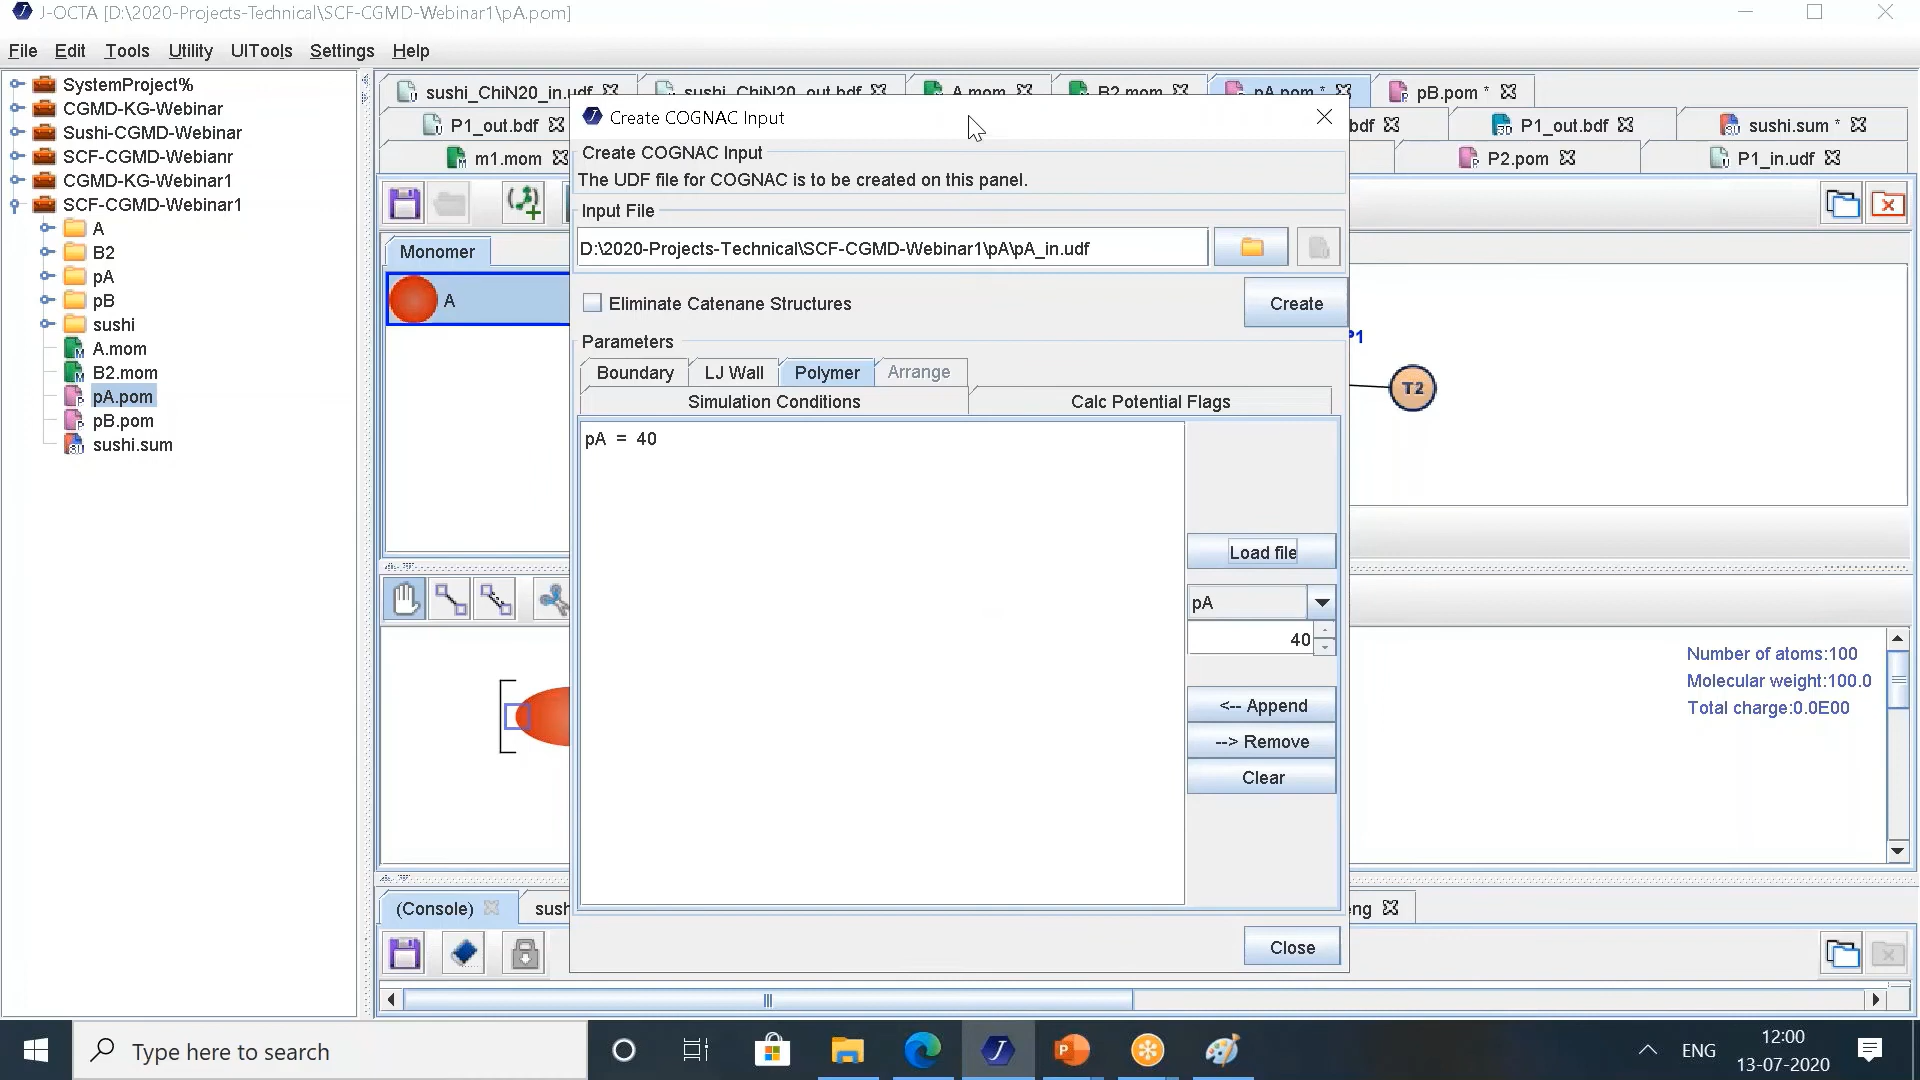 J-OCTA [D:\2020-Projects-Technical\SCF-CGMD-Webinar1\pA.pom]
File Edit Tools Utility UITools Settings Help
SystemProject%
CGMD-KG-Webinar
Sushi-CGMD-Webinar
SCF-CGMD-Webianr
CGMD-KG-Webinar1
SCF-CGMD-Webinar1
A
B2
pA
pB
sushi
A.mom
B2.mom
pA.pom
pB.pom
sushi.sum
sushi_ChiN20_in.udf sushi_ChiN20_out.bdf A.mom B2.mom pA.pom * pB.pom *
P1_out.bdf bdf P1_out.bdf sushi.sum *
m1.mom P2.pom P1_in.udf
Monomer
A
Create COGNAC Input
Create COGNAC Input
The UDF file for COGNAC is to be created on this panel.
Input File
D:\2020-Projects-Technical\SCF-CGMD-Webinar1\pA\pA_in.udf
Eliminate Catenane Structures
Create
Parameters
Boundary LJ Wall Polymer Arrange
Simulation Conditions Calc Potential Flags
pA = 40
Load file
pA
40
<-- Append
--> Remove
Clear
Close
P1
T2
Number of atoms:100
Molecular weight:100.0
Total charge:0.0E00
(Console) sush eng
Type here to search
ENG
12:00
13-07-2020